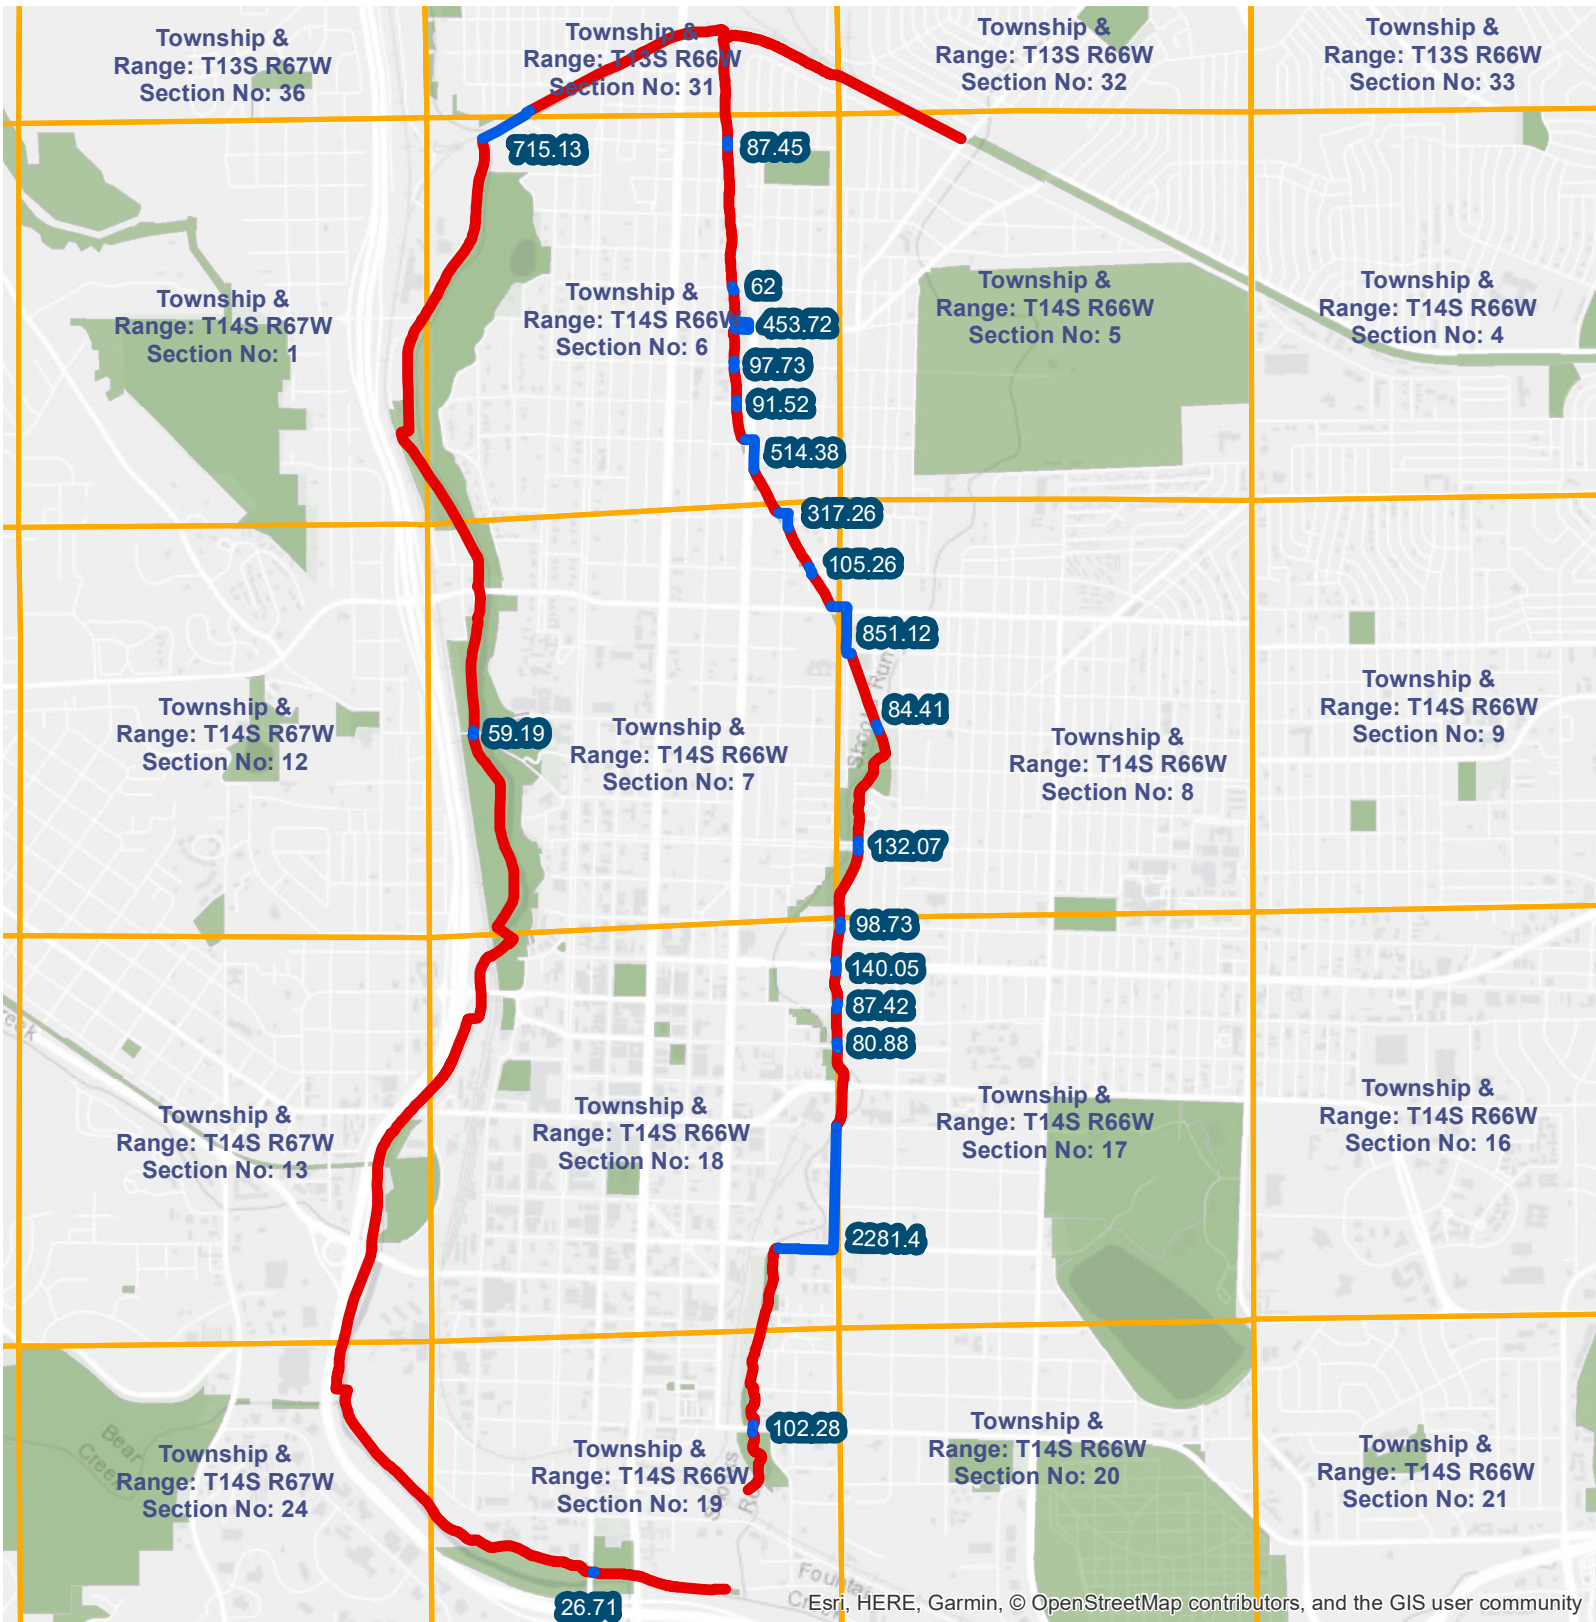 Township &
Range: T13S R67W
Section No: 36
Township &
Range: T13S R66W
Section No: 31
Township &
Range: T13S R66W
Section No: 32
Township &
Range: T13S R66W
Section No: 33
715.13
87.45
Township &
Range: T14S R67W
Section No: 1
Township &
Range: T14S R66W
Section No: 6
Township &
Range: T14S R66W
Section No: 5
Township &
Range: T14S R66W
Section No: 4
62
453.72
97.73
91.52
514.38
317.26
105.26
851.12
84.41
Shooks Run
Township &
Range: T14S R67W
Section No: 12
59.19
Township &
Range: T14S R66W
Section No: 7
Township &
Range: T14S R66W
Section No: 8
Township &
Range: T14S R66W
Section No: 9
132.07
98.73
140.05
87.42
80.88
Township &
Range: T14S R67W
Section No: 13
Township &
Range: T14S R66W
Section No: 18
Township &
Range: T14S R66W
Section No: 17
Township &
Range: T14S R66W
Section No: 16
2281.4
102.28
Bear
Creek
Township &
Range: T14S R67W
Section No: 24
Township &
Range: T14S R66W
Section No: 19
Township &
Range: T14S R66W
Section No: 20
Township &
Range: T14S R66W
Section No: 21
26.71
Esri, HERE, Garmin, © OpenStreetMap contributors, and the GIS user community